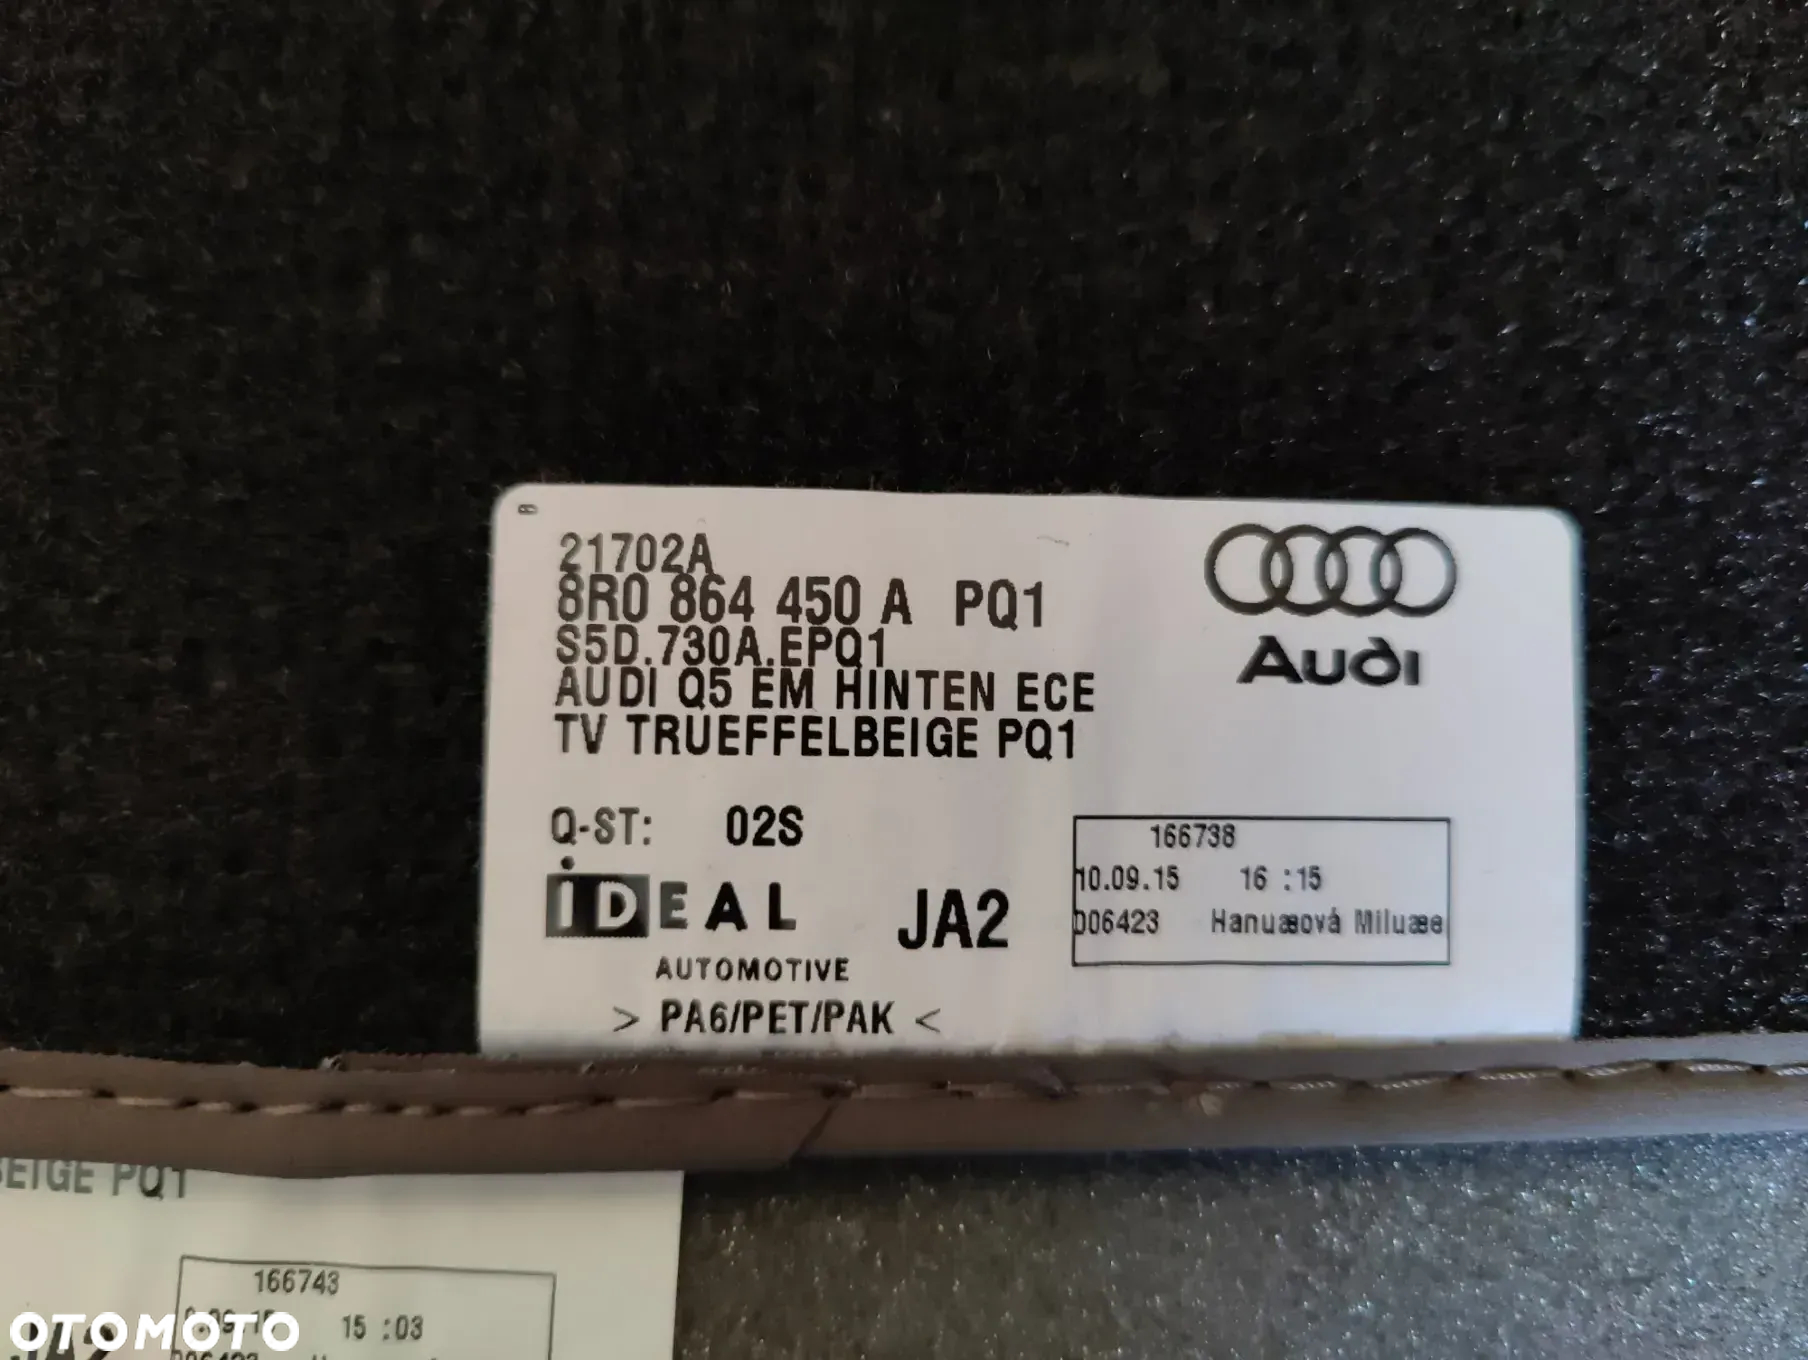 21702A
8R0 864 450 A PQ1
S5D.730A.EPQ1
AUDI Q5 EM HINTEN ECE
TV TRUEFFELBEIGE PQ1
Audi
Q-ST: 02S
iDEAL
AUTOMOTIVE
JA2
> PA6/PET/PAK <
166738
10.09.15 16 :15
006423 Hanuæová Miluæe
BEIGE PQ1
166743
15 :03
JA2
OTOMOTO